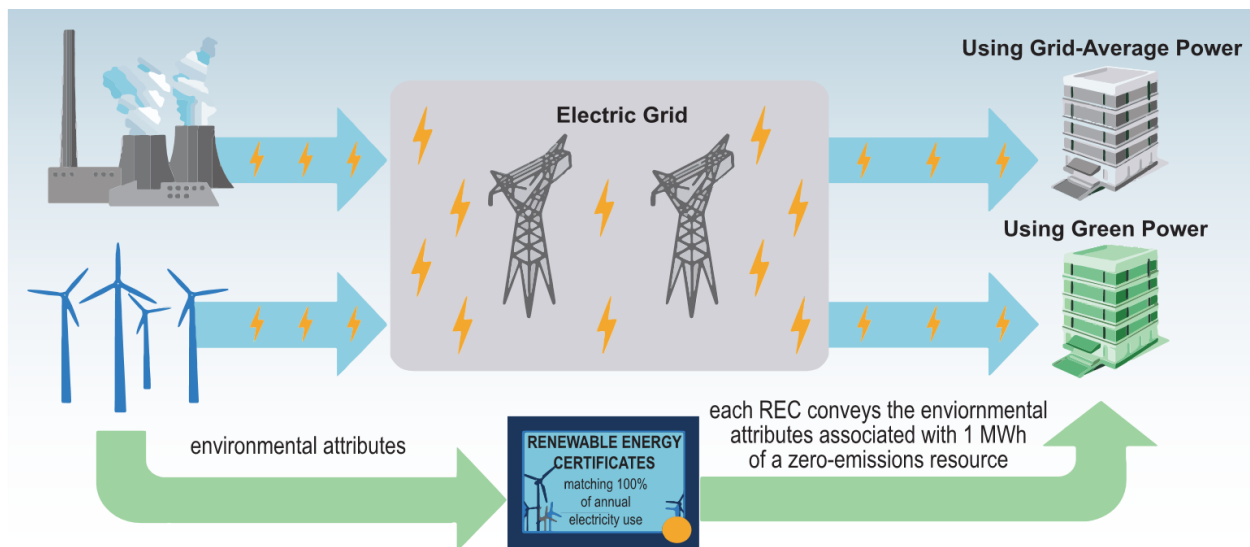 Using Grid-Average Power
Electric Grid
Using Green Power
environmental attributes
RENEWABLE ENERGY
CERTIFICATES
matching 100%
of annual
electricity use
each REC conveys the enviornmental
attributes associated with 1 MWh
of a zero-emissions resource